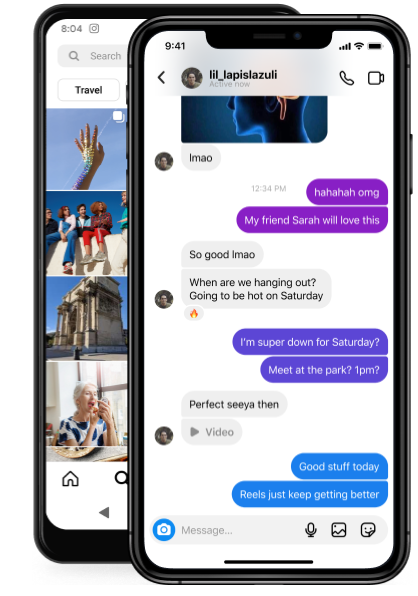 8:04
Search
Travel
9:41
lil_lapislazuli
Active now
lmao
12:34 PM
hahahah omg
My friend Sarah will love this
So good lmao
When are we hanging out?
Going to be hot on Saturday
I'm super down for Saturday?
Meet at the park? 1pm?
Perfect seeya then
Video
Good stuff today
Reels just keep getting better
Message...